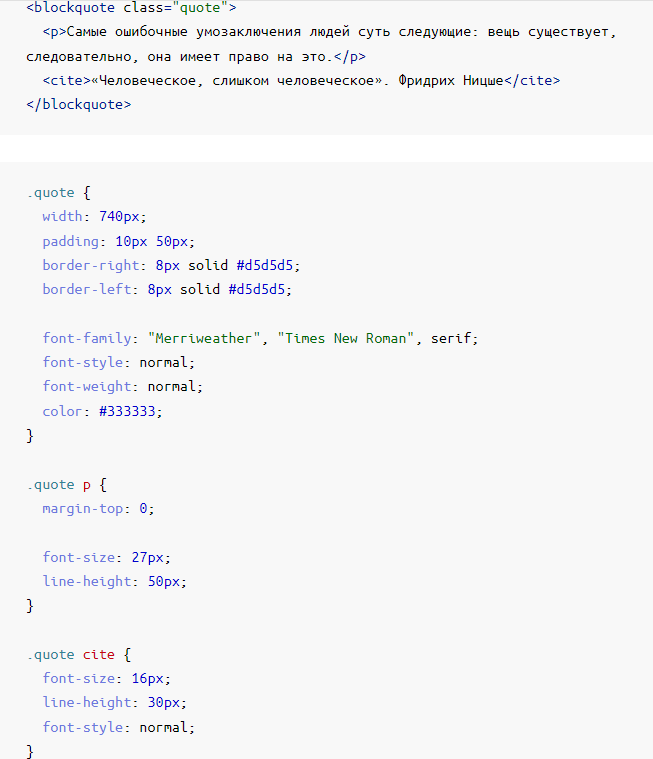 <blockquote class="quote">
<p>Самые ошибочные умозаключения людей суть следующие: вещь существует,
следовательно, она имеет право на это.</p>
<cite>«Человеческое, слишком человеческое». Фридрих Ницше</cite>
</blockquote>
.quote {
width: 740px;
padding: 10px 50px;
border-right: 8px solid #d5d5d5;
border-left: 8px solid #d5d5d5;
font-family: "Merriweather", "Times New Roman", serif;
font-style: normal;
font-weight: normal;
color: #333333;
}
.quote p {
margin-top: 0;
font-size: 27px;
line-height: 50px;
}
.quote cite {
font-size: 16px;
line-height: 30px;
font-style: normal;
}